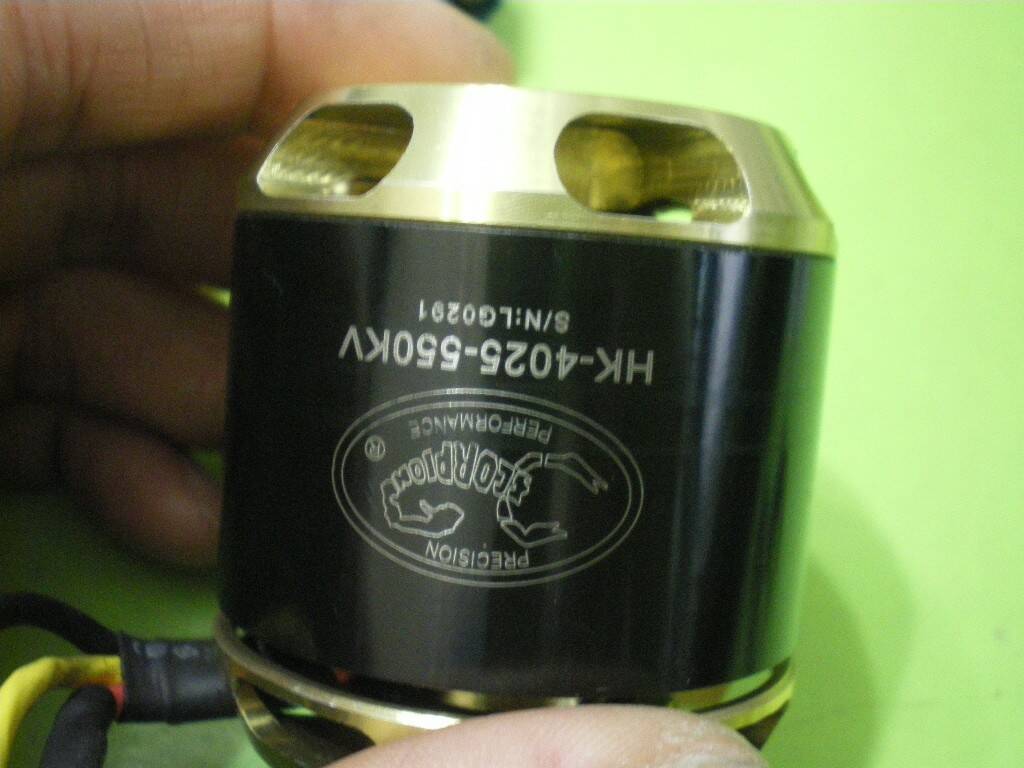 PRECISION
SCORPION
®
PERFORMANCE
HK-4025-550KV
S/N:LG0291